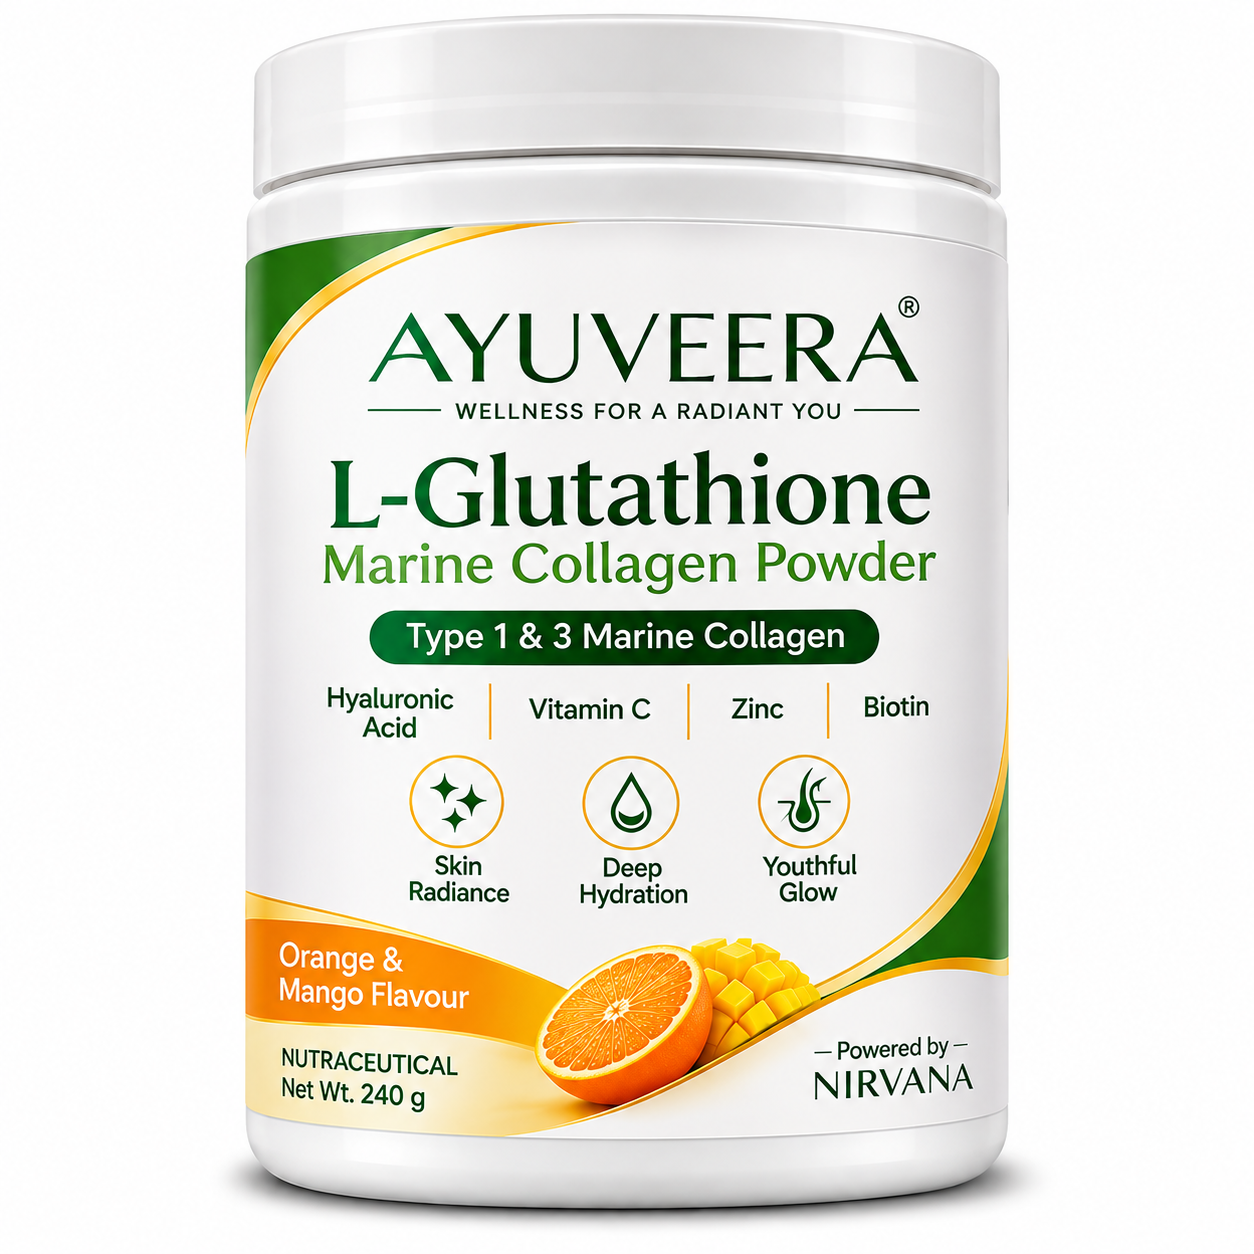 AYUVEERA®
WELLNESS FOR A RADIANT YOU
L-Glutathione
Marine Collagen Powder
Type 1 & 3 Marine Collagen
Hyaluronic
Acid
Vitamin C
Zinc
Biotin
Skin
Radiance
Deep
Hydration
Youthful
Glow
Orange &
Mango Flavour
NUTRACEUTICAL
Net Wt. 240 g
Powered by
NIRVANA